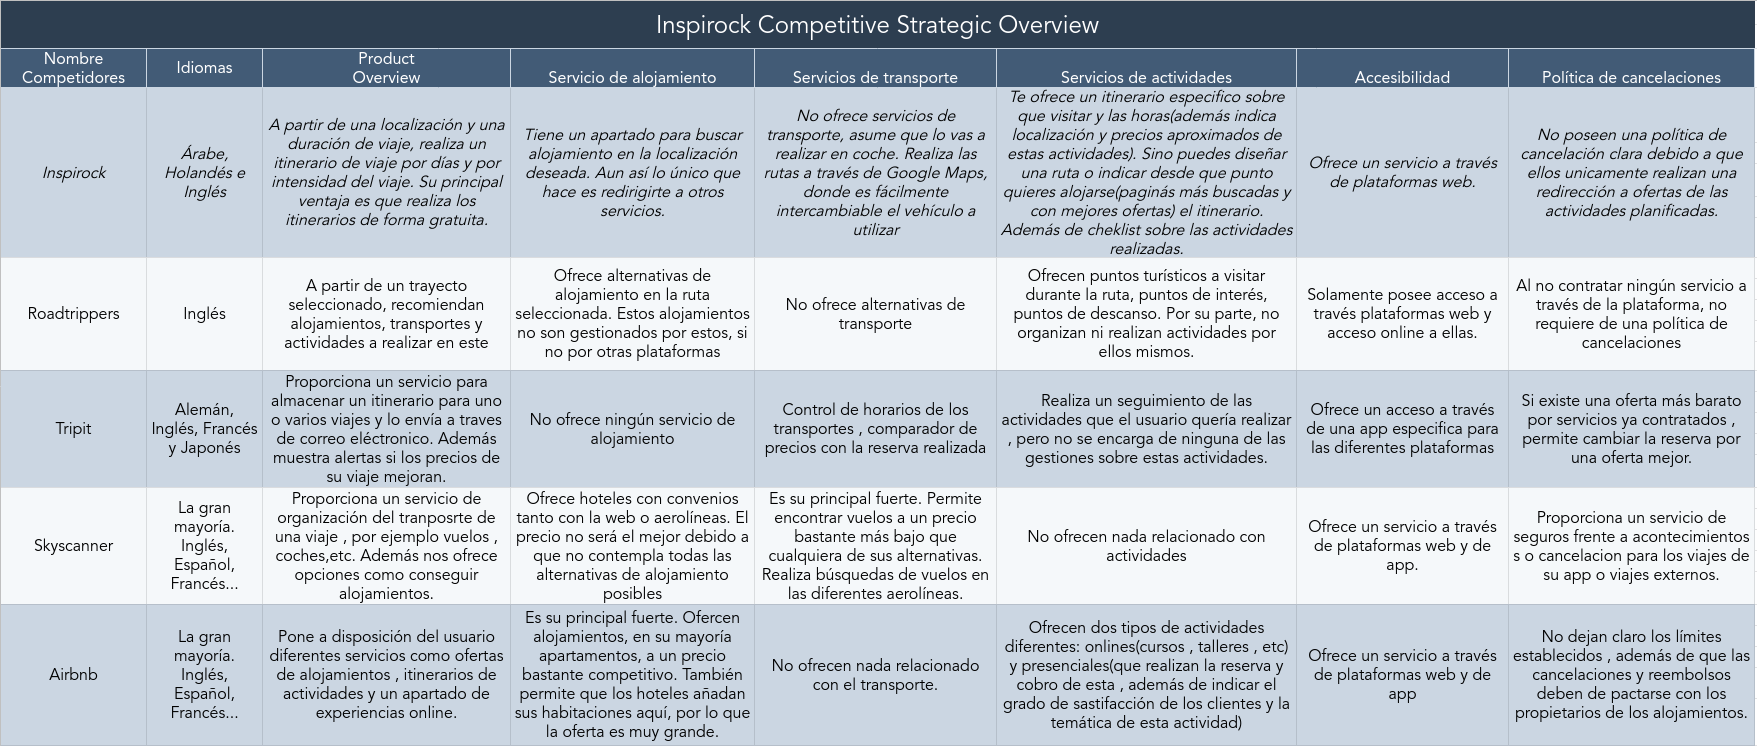 Inspirock Competitive Strategic Overview
Nombre
Competidores
Idiomas
Product
Overview
Servicio de alojamiento
Servicios de transporte
Servicios de actividades
Accesibilidad
Política de cancelaciones
Inspirock
Árabe,
Holandés e
Inglés
A partir de una localización y una
duración de viaje, realiza un
itinerario de viaje por días y por
intensidad del viaje. Su principal
ventaja es que realiza los
itinerarios de forma gratuita.
Tiene un apartado para buscar
alojamiento en la localización
deseada. Aun así lo único que
hace es redirigirte a otros
servicios.
No ofrece servicios de
transporte, asume que lo vas a
realizar en coche. Realiza las
rutas a través de Google Maps,
donde es fácilmente
intercambiable el vehículo a
utilizar
Te ofrece un itinerario especifico sobre
que visitar y las horas(además indica
localización y precios aproximados de
estas actividades). Sino puedes diseñar
una ruta o indicar desde que punto
quieres alojarse(paginás más buscadas y
con mejores ofertas) el itinerario.
Además de cheklist sobre las actividades
realizadas.
Ofrece un servicio a través
de plataformas web.
No poseen una política de
cancelación clara debido a que
ellos unicamente realizan una
redirección a ofertas de las
actividades planificadas.
Roadtrippers
Inglés
A partir de un trayecto
seleccionado, recomiendan
alojamientos, transportes y
actividades a realizar en este
Ofrece alternativas de
alojamiento en la ruta
seleccionada. Estos alojamientos
no son gestionados por estos, si
no por otras plataformas
No ofrece alternativas de
transporte
Ofrecen puntos turísticos a visitar
durante la ruta, puntos de interés,
puntos de descanso. Por su parte, no
organizan ni realizan actividades por
ellos mismos.
Solamente posee acceso a
través plataformas web y
acceso online a ellas.
Al no contratar ningún servicio a
través de la plataforma, no
requiere de una política de
cancelaciones
Tripit
Alemán,
Inglés, Francés
y Japonés
Proporciona un servicio para
almacenar un itinerario para uno
o varios viajes y lo envía a traves
de correo eléctronico. Además
muestra alertas si los precios de
su viaje mejoran.
No ofrece ningún servicio de
alojamiento
Control de horarios de los
transportes , comparador de
precios con la reserva realizada
Realiza un seguimiento de las
actividades que el usuario quería realizar
, pero no se encarga de ninguna de las
gestiones sobre estas actividades.
Ofrece un acceso a través
de una app especifica para
las diferentes plataformas
Si existe una oferta más barato
por servicios ya contratados ,
permite cambiar la reserva por
una oferta mejor.
Skyscanner
La gran
mayoría.
Inglés,
Español,
Francés...
Proporciona un servicio de
organización del tranposrte de
una viaje , por ejemplo vuelos ,
coches,etc. Además nos ofrece
opciones como conseguir
alojamientos.
Ofrece hoteles con convenios
tanto con la web o aerolíneas. El
precio no será el mejor debido a
que no contempla todas las
alternativas de alojamiento
posibles
Es su principal fuerte. Permite
encontrar vuelos a un precio
bastante más bajo que
cualquiera de sus alternativas.
Realiza búsquedas de vuelos en
las diferentes aerolíneas.
No ofrecen nada relacionado con
actividades
Ofrece un servicio a través
de plataformas web y de
app.
Proporciona un servicio de
seguros frente a acontecimientos
s o cancelacion para los viajes de
su app o viajes externos.
Airbnb
La gran
mayoría.
Inglés,
Español,
Francés...
Pone a disposición del usuario
diferentes servicios como ofertas
de alojamientos , itinerarios de
actividades y un apartado de
experiencias online.
Es su principal fuerte. Ofercen
alojamientos, en su mayoría
apartamentos, a un precio
bastante competitivo. También
permite que los hoteles añadan
sus habitaciones aquí, por lo que
la oferta es muy grande.
No ofrecen nada relacionado
con el transporte.
Ofrecen dos tipos de actividades
diferentes: onlines(cursos , talleres , etc)
y presenciales(que realizan la reserva y
cobro de esta , además de indicar el
grado de sastifacción de los clientes y la
temática de esta actividad)
Ofrece un servicio a través
de plataformas web y de
app
No dejan claro los límites
establecidos , además de que las
cancelaciones y reembolsos
deben de pactarse con los
propietarios de los alojamientos.